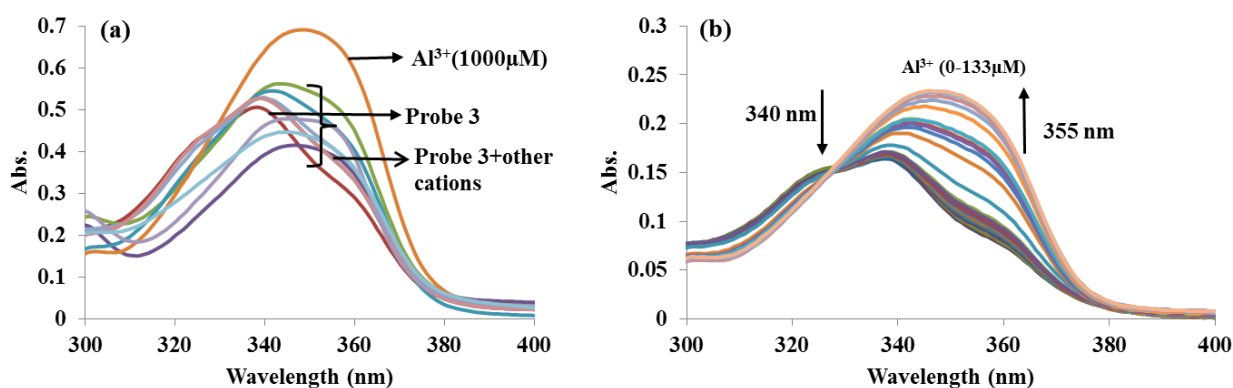 (a)
Al³⁺(1000µM)
Probe 3
Probe 3+other
cations
Abs.
0.7
0.6
0.5
0.4
0.3
0.2
0.1
0
300
320
340
360
380
400
Wavelength (nm)
(b)
Al³⁺ (0-133µM)
340 nm
355 nm
Abs.
0.3
0.25
0.2
0.15
0.1
0.05
0
300
320
340
360
380
400
Wavelength (nm)